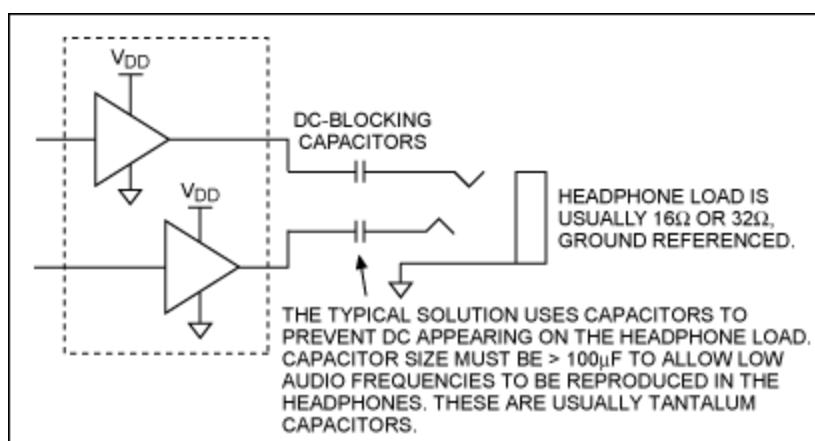 VDD
DC-BLOCKING
CAPACITORS
VDD
HEADPHONE LOAD IS
USUALLY 16Ω OR 32Ω,
GROUND REFERENCED.
THE TYPICAL SOLUTION USES CAPACITORS TO
PREVENT DC APPEARING ON THE HEADPHONE LOAD.
CAPACITOR SIZE MUST BE > 100μF TO ALLOW LOW
AUDIO FREQUENCIES TO BE REPRODUCED IN THE
HEADPHONES. THESE ARE USUALLY TANTALUM
CAPACITORS.